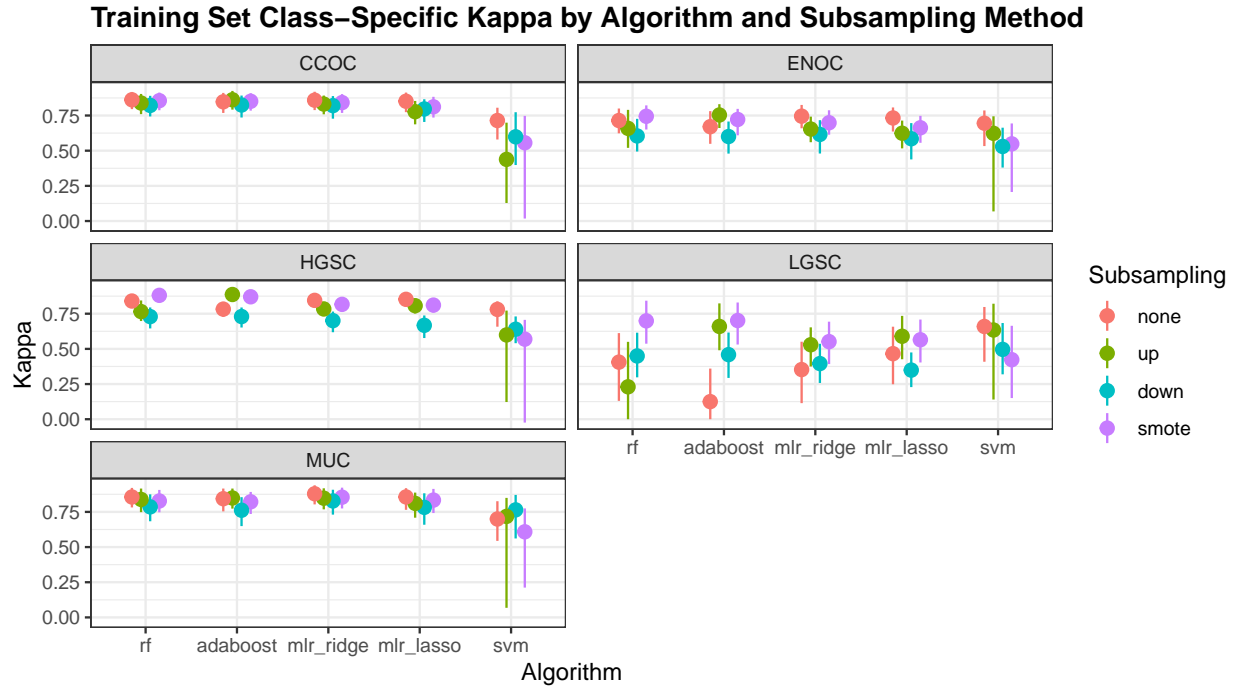 Training Set Class−Specific Kappa by Algorithm and Subsampling Method
CCOC
ENOC
0.75
0.50
0.25
0.00
HGSC
LGSC
0.75
0.50
0.25
0.00
rf adaboost mlr_ridge mlr_lasso svm
MUC
0.75
0.50
0.25
0.00
rf adaboost mlr_ridge mlr_lasso svm
Algorithm
Kappa
Subsampling
none
up
down
smote